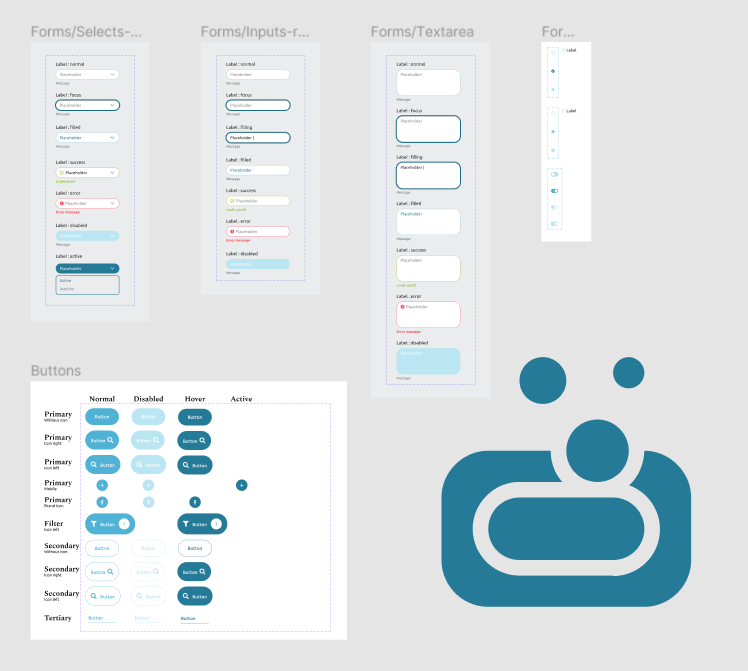 Forms/Selects-...
Label : normal
Placeholder
Message
Label : focus
Placeholder
Message
Label : filled
Placeholder
Message
Label : success
Placeholder
Looks good!
Label : error
Placeholder
Error message
Label : disabled
Placeholder
Message
Label : active
Placeholder
Active
Inactive
Forms/Inputs-r...
Label : normal
Placeholder
Message
Label : focus
Placeholder
Message
Label : filling
Placeholder |
Message
Label : filled
Placeholder
Message
Label : success
Placeholder
Looks good!
Label : error
Placeholder
Error message
Label : disabled
Placeholder
Message
Forms/Textarea
Label : normal
Placeholder
Message
Label : focus
Placeholder
Message
Label : filling
Placeholder |
Message
Label : filled
Placeholder
Message
Label : success
Placeholder
Looks good!
Label : error
Placeholder
Error message
Label : disabled
Placeholder
Message
For...
Label
Label
Buttons
Normal Disabled Hover Active
Primary
Without icon
Button Button Button
Primary
Icon right
Button Button Button
Primary
Icon left
Button Button Button
Primary
Mobile
Primary
Brand icon
Filter
Icon left
Button Button
Secondary
Without icon
Button Button Button
Secondary
Icon right
Button Button Button
Secondary
Icon left
Button Button Button
Tertiary
Button Button Button